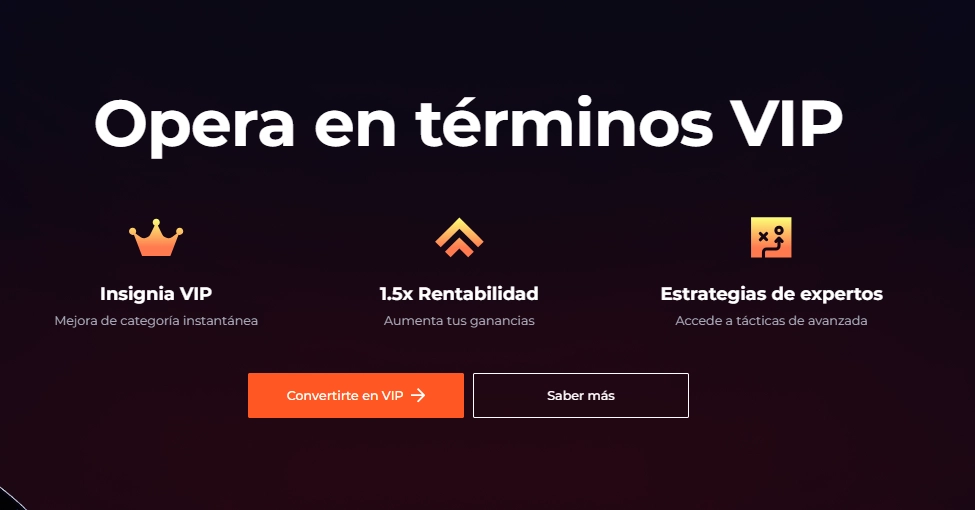 Opera en términos VIP
Insignia VIP
Mejora de categoría instantánea
1.5x Rentabilidad
Aumenta tus ganancias
Estrategias de expertos
Accede a tácticas de avanzada
Convertirte en VIP
Saber más